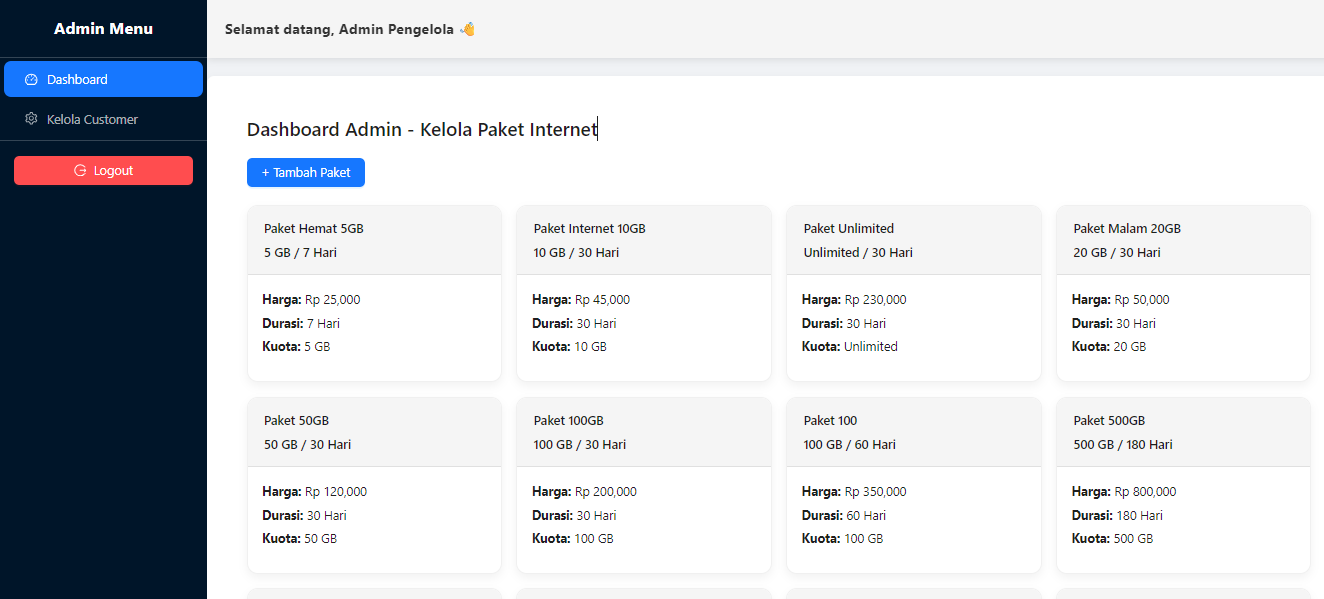 Admin Menu
Dashboard
Kelola Customer
Logout
Selamat datang, Admin Pengelola 👋
Dashboard Admin - Kelola Paket Internet
+ Tambah Paket
Paket Hemat 5GB
5 GB / 7 Hari
Harga: Rp 25,000
Durasi: 7 Hari
Kuota: 5 GB
Paket Internet 10GB
10 GB / 30 Hari
Harga: Rp 45,000
Durasi: 30 Hari
Kuota: 10 GB
Paket Unlimited
Unlimited / 30 Hari
Harga: Rp 230,000
Durasi: 30 Hari
Kuota: Unlimited
Paket Malam 20GB
20 GB / 30 Hari
Harga: Rp 50,000
Durasi: 30 Hari
Kuota: 20 GB
Paket 50GB
50 GB / 30 Hari
Harga: Rp 120,000
Durasi: 30 Hari
Kuota: 50 GB
Paket 100GB
100 GB / 30 Hari
Harga: Rp 200,000
Durasi: 30 Hari
Kuota: 100 GB
Paket 100
100 GB / 60 Hari
Harga: Rp 350,000
Durasi: 60 Hari
Kuota: 100 GB
Paket 500GB
500 GB / 180 Hari
Harga: Rp 800,000
Durasi: 180 Hari
Kuota: 500 GB